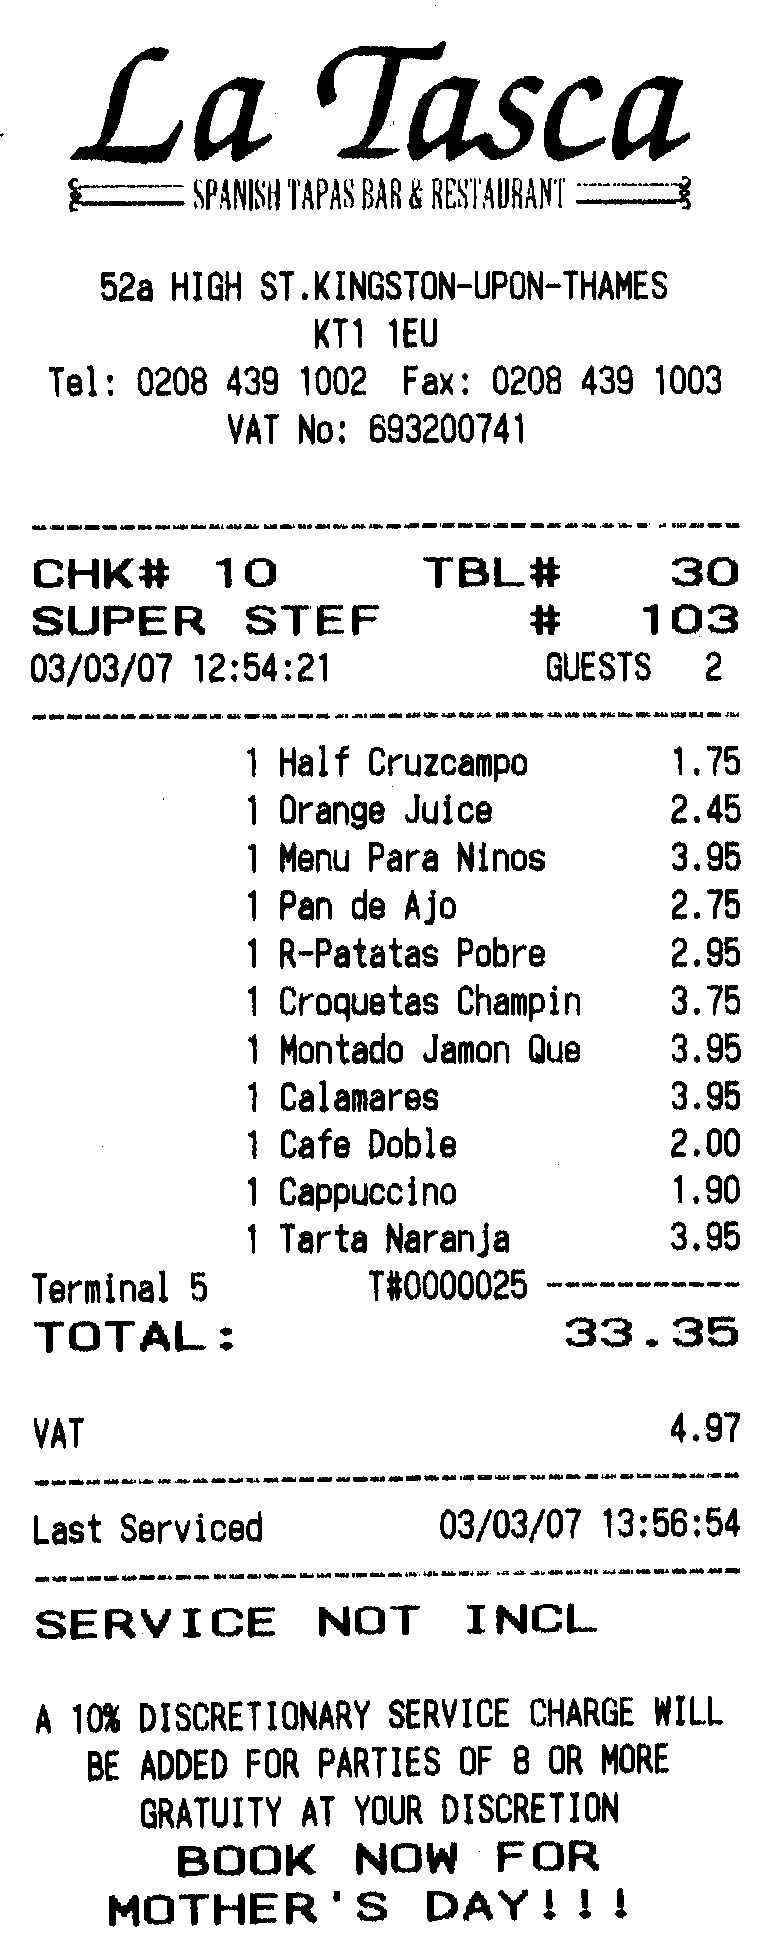 La Tasca
SPANISH TAPAS BAR & RESTAURANT
52a HIGH ST.KINGSTON-UPON-THAMES
KT1 1EU
Tel: 0208 439 1002 Fax: 0208 439 1003
VAT No: 693200741
CHK# 10 TBL# 30
SUPER STEF # 103
03/03/07 12:54:21 GUESTS 2
1 Half Cruzcampo 1.75
1 Orange Juice 2.45
1 Menu Para Ninos 3.95
1 Pan de Ajo 2.75
1 R-Patatas Pobre 2.95
1 Croquetas Champin 3.75
1 Montado Jamon Que 3.95
1 Calamares 3.95
1 Cafe Doble 2.00
1 Cappuccino 1.90
1 Tarta Naranja 3.95
Terminal 5 T#0000025 -----------
TOTAL: 33.35
VAT 4.97
Last Serviced 03/03/07 13:56:54
SERVICE NOT INCL
A 10% DISCRETIONARY SERVICE CHARGE WILL
BE ADDED FOR PARTIES OF 8 OR MORE
GRATUITY AT YOUR DISCRETION
BOOK NOW FOR
MOTHER'S DAY!!!